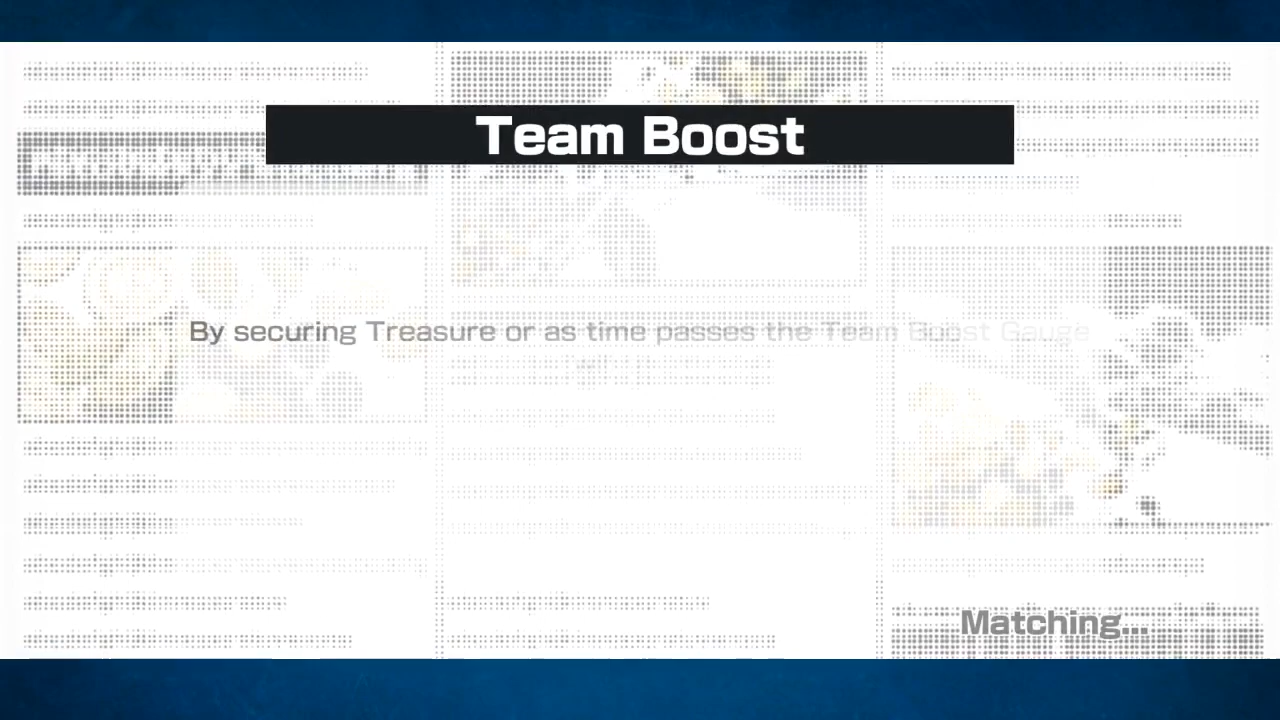 Team Boost
By securing Treasure or as time passes the Team Boost Gauge
Matching...